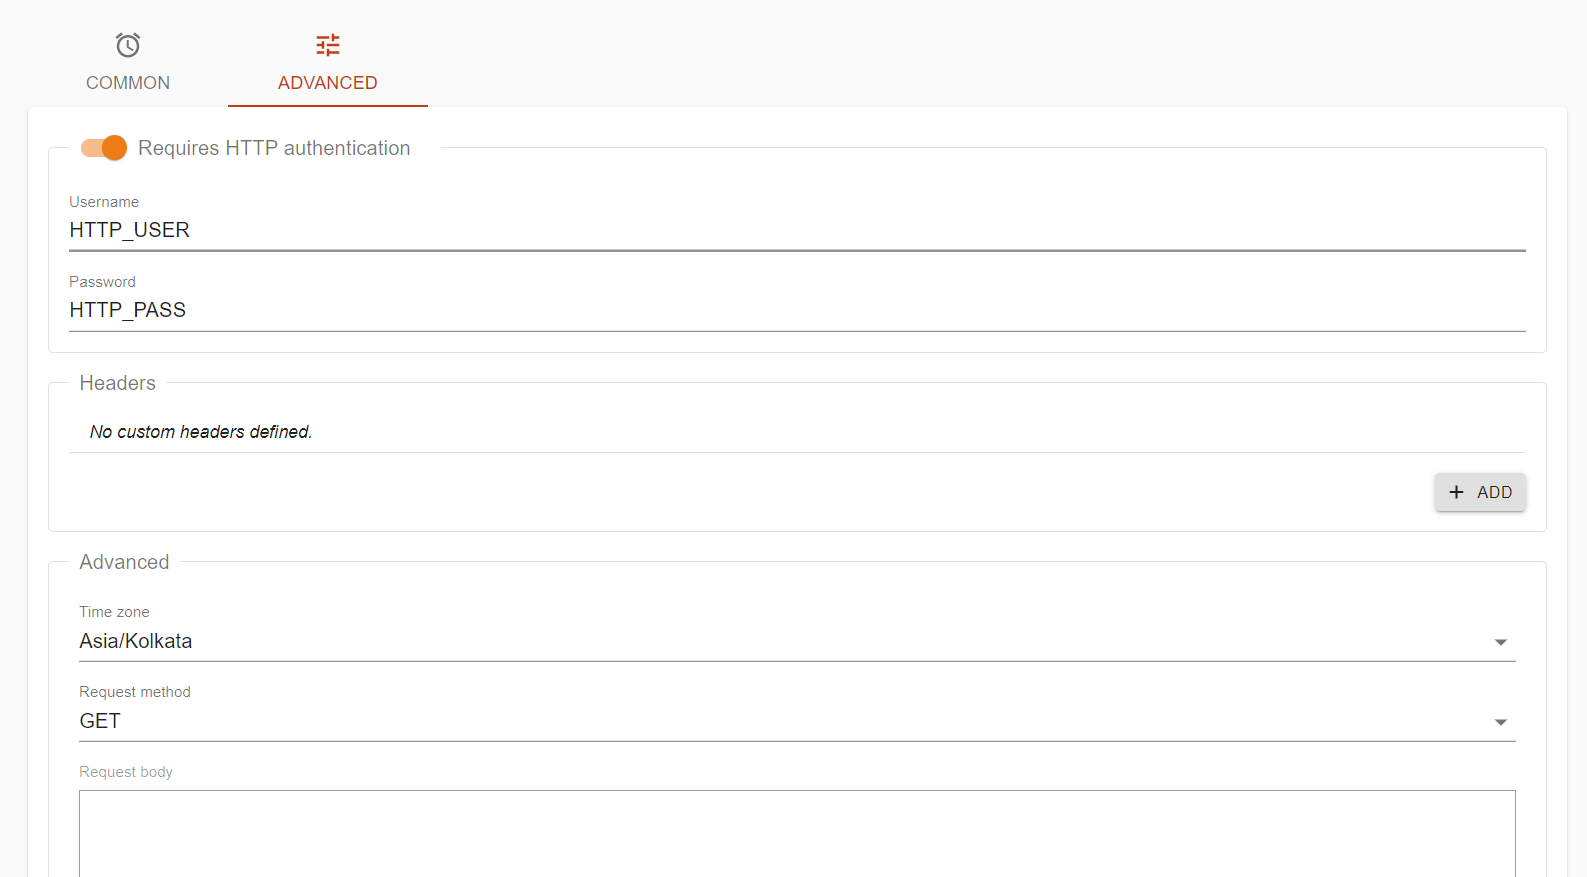 COMMON
ADVANCED
Requires HTTP authentication
Username
HTTP_USER
Password
HTTP_PASS
Headers
No custom headers defined.
+ ADD
Advanced
Time zone
Asia/Kolkata
Request method
GET
Request body